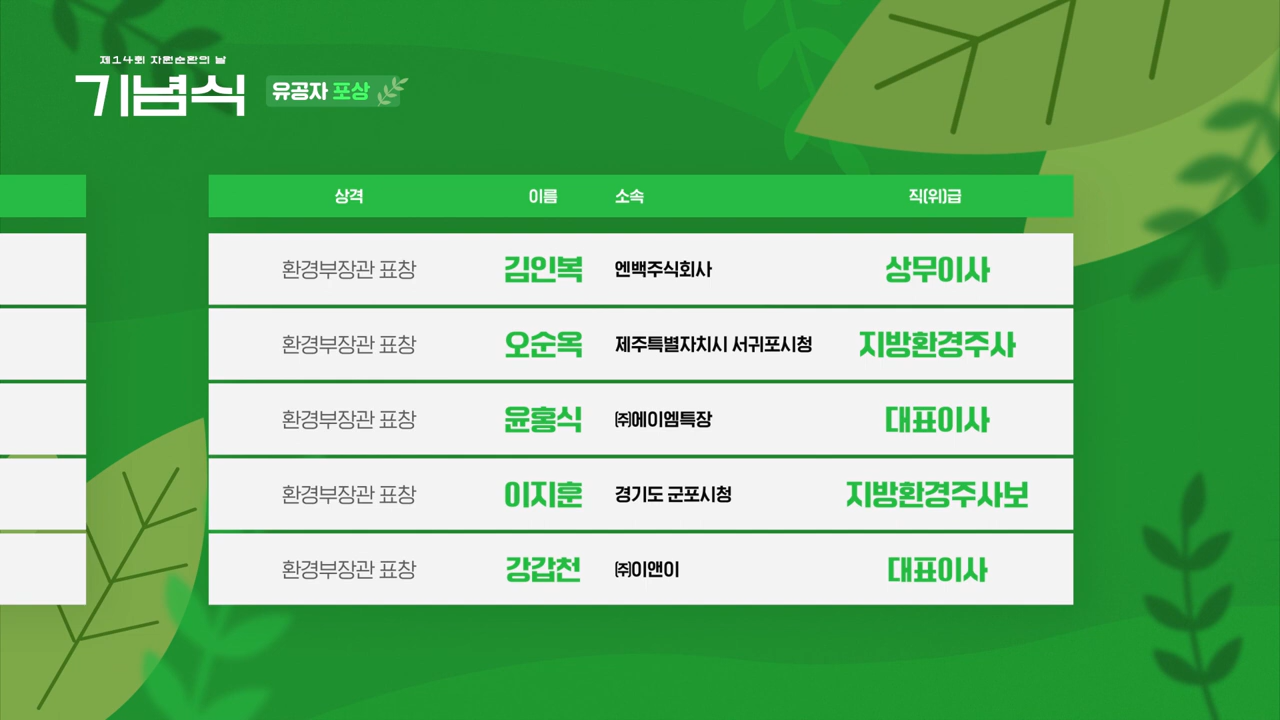 제14회 자원순환의 날
기념식 유공자 포상
상격 이름 소속 직(위)급
환경부장관 표창 김인복 엔백주식회사 상무이사
환경부장관 표창 오순옥 제주특별자치시 서귀포시청 지방환경주사
환경부장관 표창 윤홍식 ㈜에이엠특장 대표이사
환경부장관 표창 이지훈 경기도 군포시청 지방환경주사보
환경부장관 표창 강갑천 ㈜이앤이 대표이사